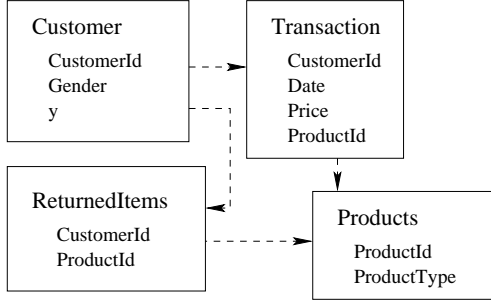 Customer
CustomerId
Gender
y
Transaction
CustomerId
Date
Price
ProductId
ReturnedItems
CustomerId
ProductId
Products
ProductId
ProductType